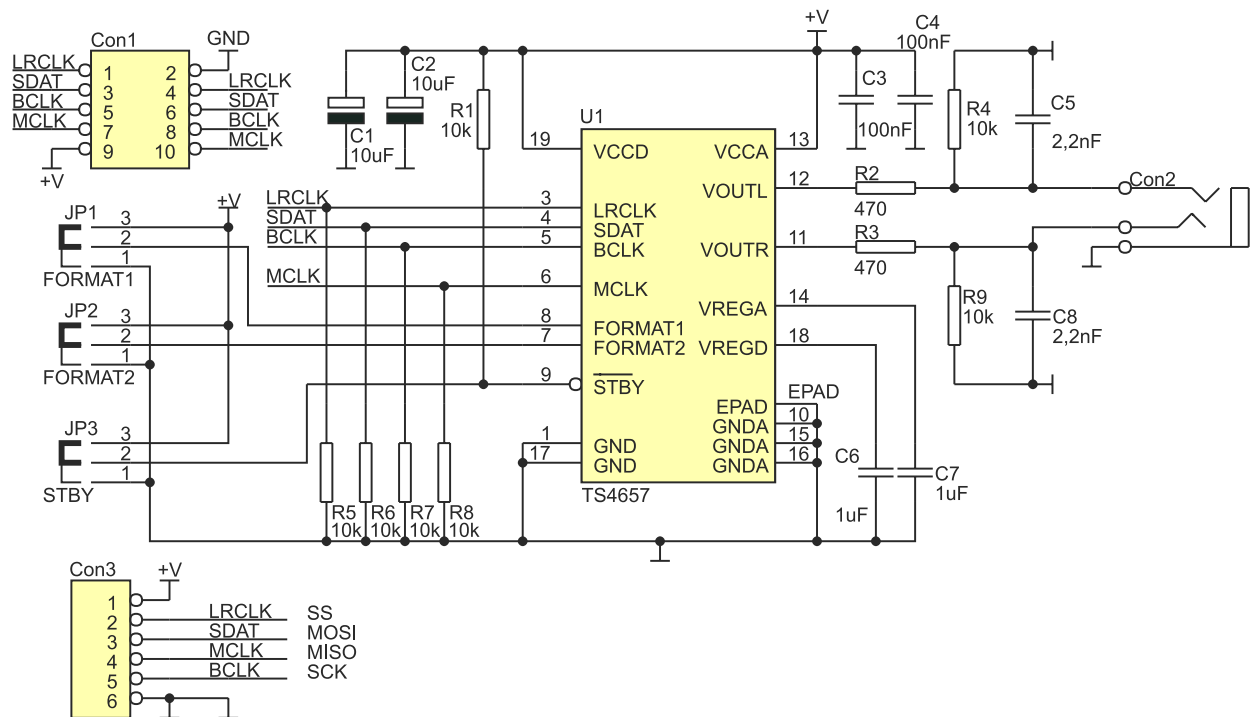 Con1
GND
LRCLK 1 2
SDAT 3 4 LRCLK
BCLK 5 6 SDAT
MCLK 7 8 BCLK
9 10 MCLK
+V
+V
C1
10uF
C2
10uF
R1
10k
U1
C3
100nF
C4
100nF
R4
10k
C5
2,2nF
19 VCCD
VCCA 13
VOUTL 12
R2
470
Con2
LRCLK 3 LRCLK
SDAT 4 SDAT
BCLK 5 BCLK
VOUTR 11
R3
470
MCLK 6 MCLK
VREGA 14
R9
10k
C8
2,2nF
8 FORMAT1
7 FORMAT2
VREGD 18
9 STBY
EPAD EPAD
GNDA 10
GNDA 15
GNDA 16
1 GND
17 GND
TS4657
C6
1uF
C7
1uF
+V
JP1
3
2
1
FORMAT1
JP2
3
2
1
FORMAT2
JP3
3
2
1
STBY
R5
10k
R6
10k
R7
10k
R8
10k
Con3
+V
1
2 LRCLK SS
3 SDAT MOSI
4 MCLK MISO
5 BCLK SCK
6